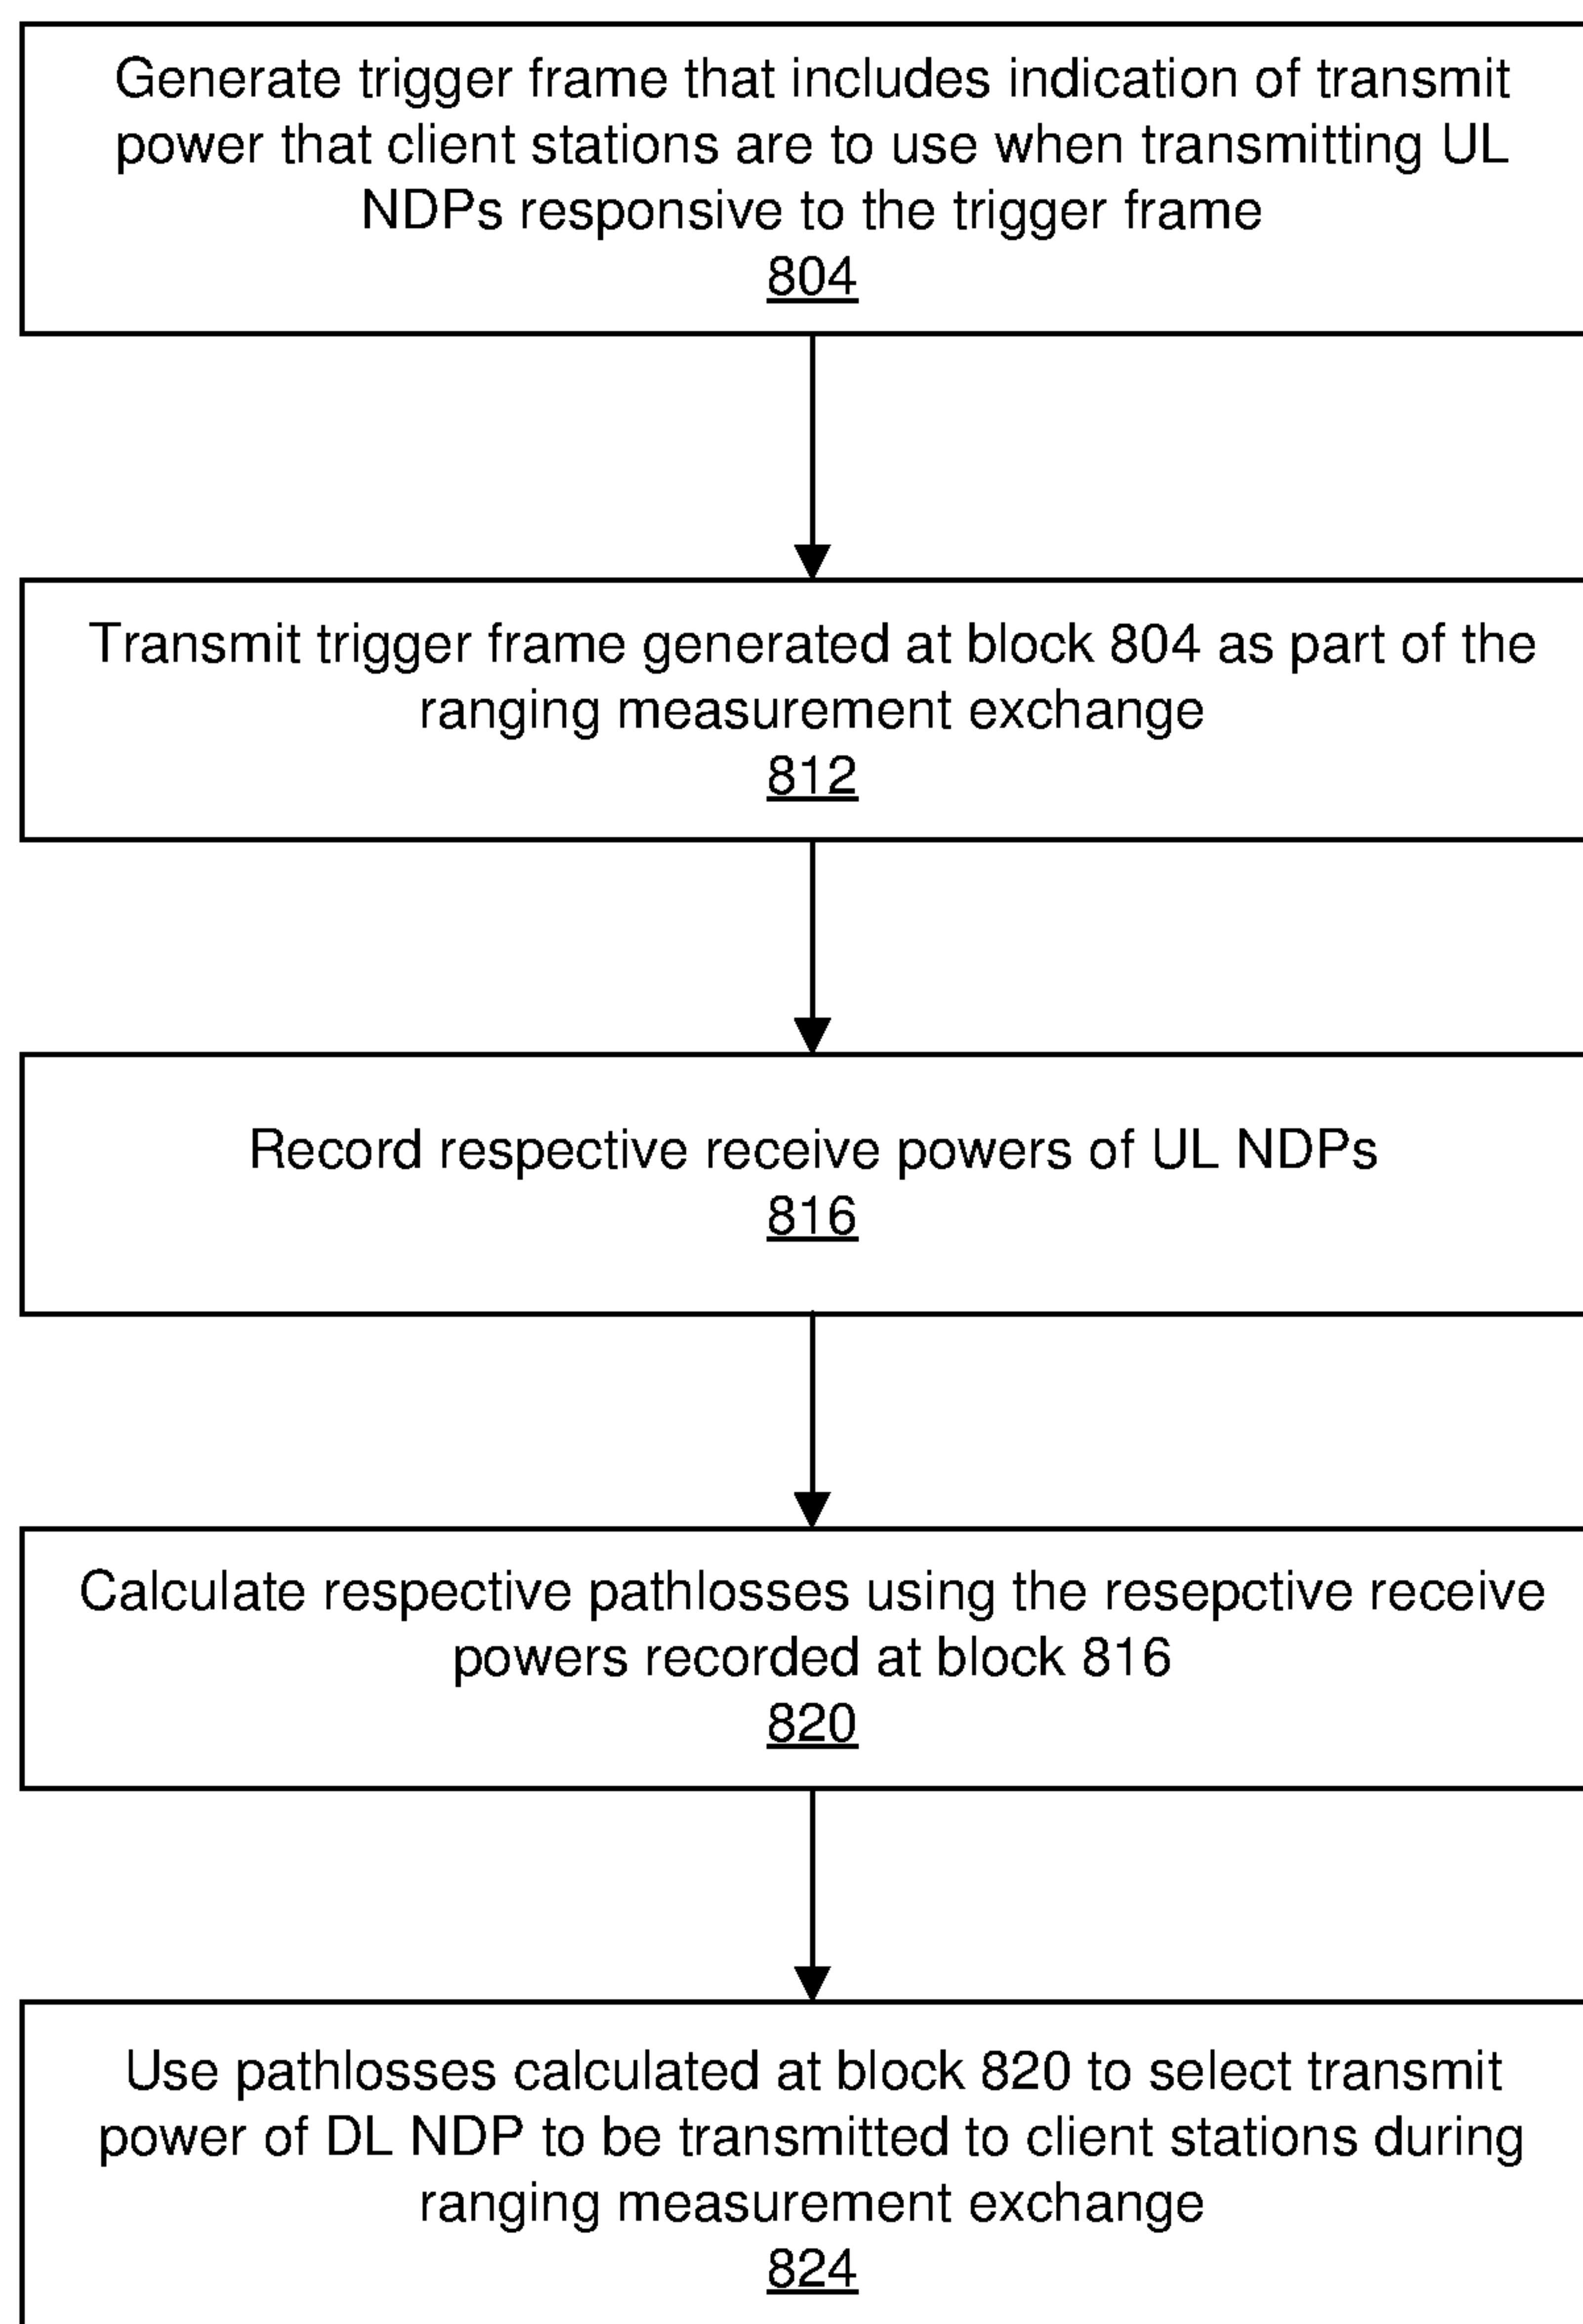 Generate trigger frame that includes indication of transmit
power that client stations are to use when transmitting UL
NDPs responsive to the trigger frame
804
Transmit trigger frame generated at block 804 as part of the
ranging measurement exchange
812
Record respective receive powers of UL NDPs
816
Calculate respective pathlosses using the resepctive receive
powers recorded at block 816
820
Use pathlosses calculated at block 820 to select transmit
power of DL NDP to be transmitted to client stations during
ranging measurement exchange
824